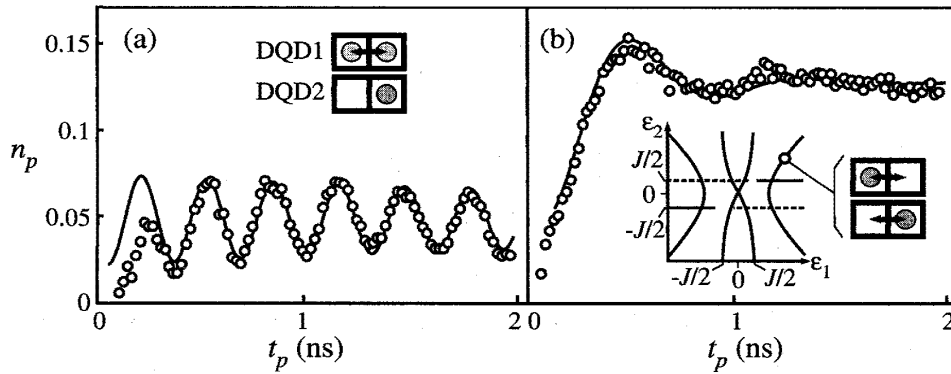 0.15
0.1
0.05
0
n_p
(a)
DQD1
DQD2
0
1
2
t_p (ns)
(b)
ε_2
J/2
0
-J/2
-J/2
0
J/2
ε_1
1
2
t_p (ns)